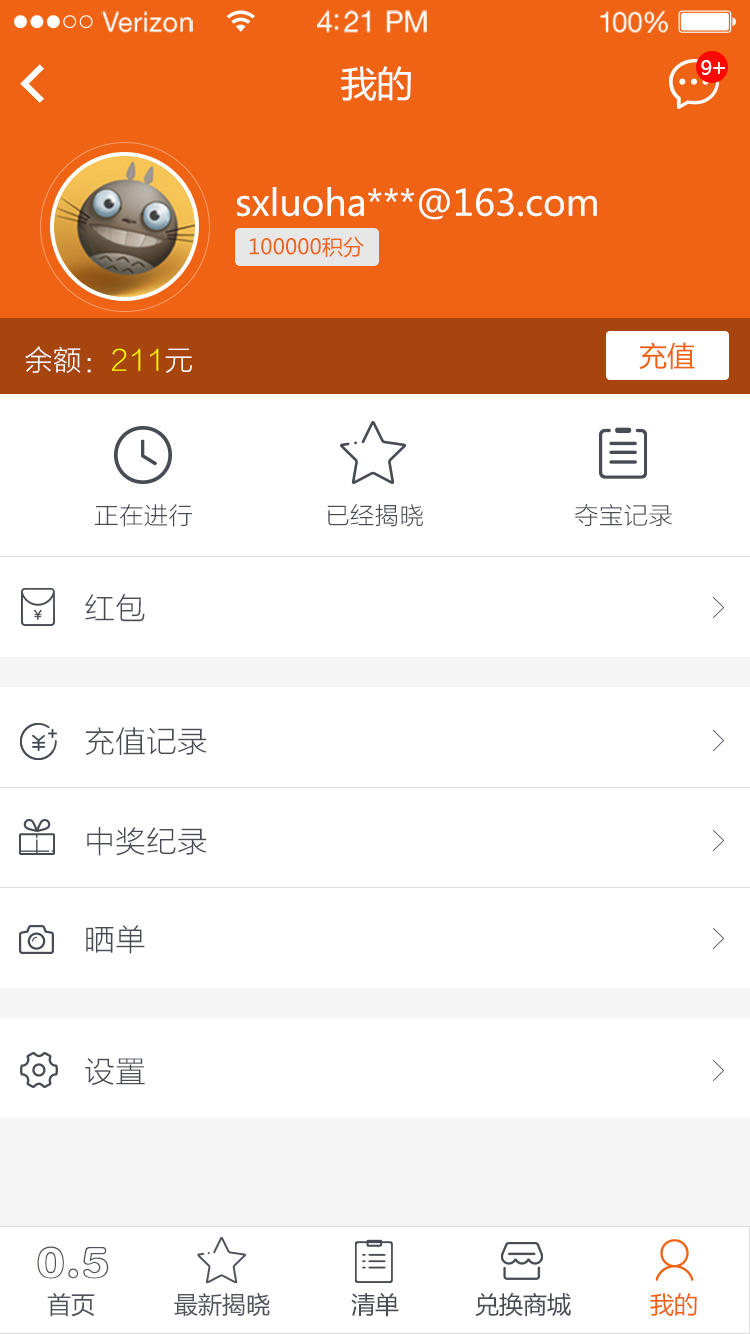 Verizon 4:21 PM 100%
我的
9+
sxluoha***@163.com
100000积分
余额：211元
充值
正在进行 已经揭晓 夺宝记录
¥ 红包
¥ 充值记录
中奖纪录
晒单
设置
0.5
首页 最新揭晓 清单 兑换商城 我的